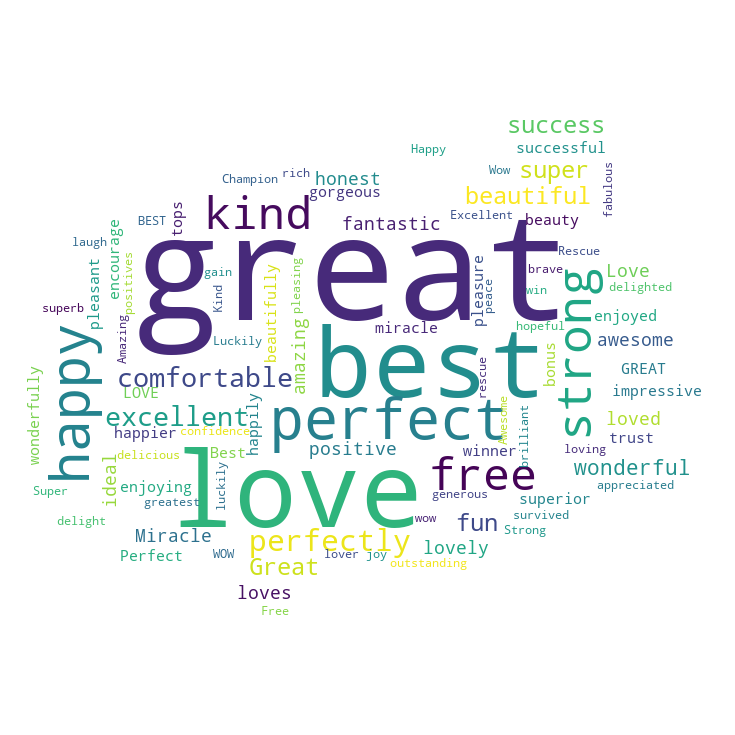 success
Happy
successful
Wow
super
fabulous
rich
honest
Champion
gorgeous
beautiful
kind
tops
BEST
fantastic
Excellent
beauty
great
laugh
encourage
pleasant
positives
Rescue
pleasure
peace
brave
strong
Love
delighted
gain
Kind
beautifully
pleasing
win
superb
Amazing
amazing
miracle
hopeful
enjoyed
Luckily
best
awesome
happy
comfortable
rescue
bonus
GREAT
LOVE
perfect
impressive
wonderfully
excellent
happily
Awesome
brilliant
loved
happier
confidence
trust
delicious
Best
positive
winner
loving
ideal
luckily
love
free
wonderful
Super
enjoying
greatest
generous
superior
appreciated
delight
wow
fun
survived
Strong
Miracle
perfectly
lovely
Perfect
WOW
lover
joy
Great
outstanding
loves
Free